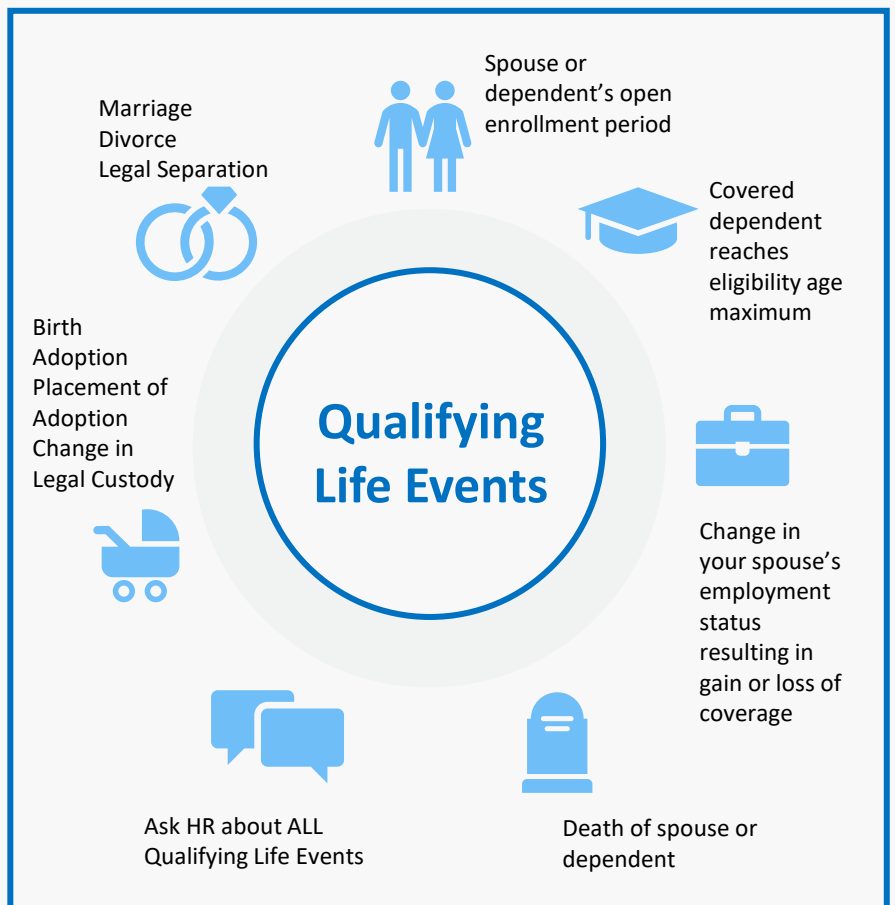 Qualifying
Life Events
Spouse or
dependent’s open
enrollment period
Covered
dependent
reaches
eligibility age
maximum
Change in
your spouse’s
employment
status
resulting in
gain or loss of
coverage
Death of spouse or
dependent
Ask HR about ALL
Qualifying Life Events
Birth
Adoption
Placement of
Adoption
Change in
Legal Custody
Marriage
Divorce
Legal Separation